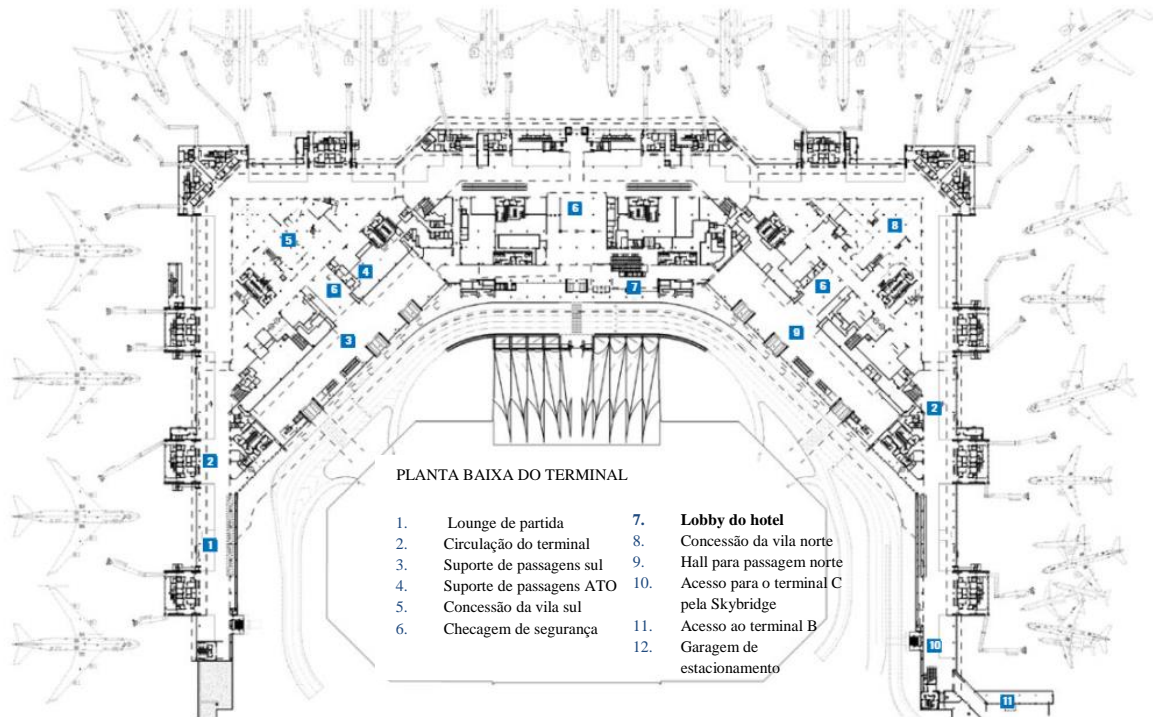 6
8
5
4
6
6
7
3
9
2
2
1
10
11
PLANTA BAIXA DO TERMINAL
1. Lounge de partida
2. Circulação do terminal
3. Suporte de passagens sul
4. Suporte de passagens ATO
5. Concessão da vila sul
6. Checagem de segurança
7. Lobby do hotel
8. Concessão da vila norte
9. Hall para passagem norte
10. Acesso para o terminal C
pela Skybridge
11. Acesso ao terminal B
12. Garagem de
estacionamento